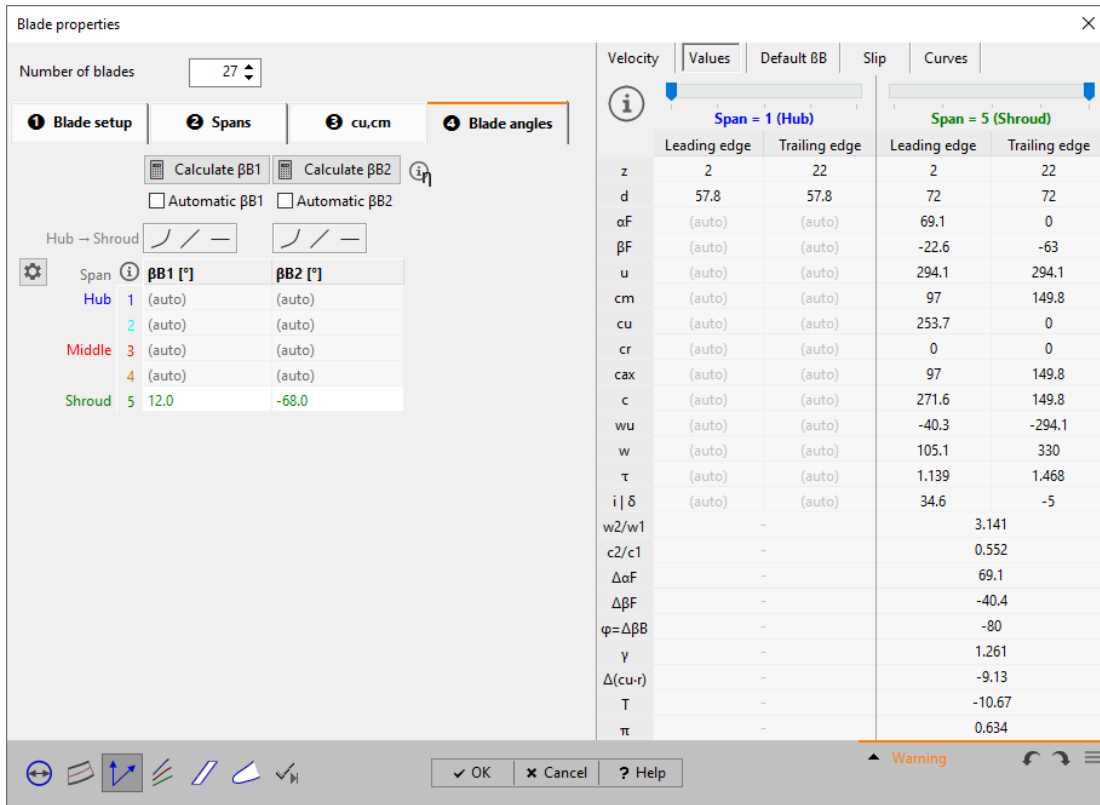 Blade properties
Number of blades 27
1 Blade setup 2 Spans 3 cu,cm 4 Blade angles
Calculate βB1 Calculate βB2 η
Automatic βB1 Automatic βB2
Hub → Shroud
Span βB1 [°] βB2 [°]
Hub 1 (auto) (auto)
2 (auto) (auto)
Middle 3 (auto) (auto)
4 (auto) (auto)
Shroud 5 12.0 -68.0
Velocity Values Default ßB Slip Curves
Span = 1 (Hub) Span = 5 (Shroud)
Leading edge Trailing edge Leading edge Trailing edge
z 2 22 2 22
d 57.8 57.8 72 72
αF (auto) (auto) 69.1 0
βF (auto) (auto) -22.6 -63
u (auto) (auto) 294.1 294.1
cm (auto) (auto) 97 149.8
cu (auto) (auto) 253.7 0
cr (auto) (auto) 0 0
cax (auto) (auto) 97 149.8
c (auto) (auto) 271.6 149.8
wu (auto) (auto) -40.3 -294.1
w (auto) (auto) 105.1 330
τ (auto) (auto) 1.139 1.468
i | δ (auto) (auto) 34.6 -5
w2/w1 - 3.141
c2/c1 - 0.552
ΔαF - 69.1
ΔβF - -40.4
φ=ΔβB - -80
γ - 1.261
Δ(cu·r) - -9.13
T - -10.67
π - 0.634
OK Cancel ? Help
Warning